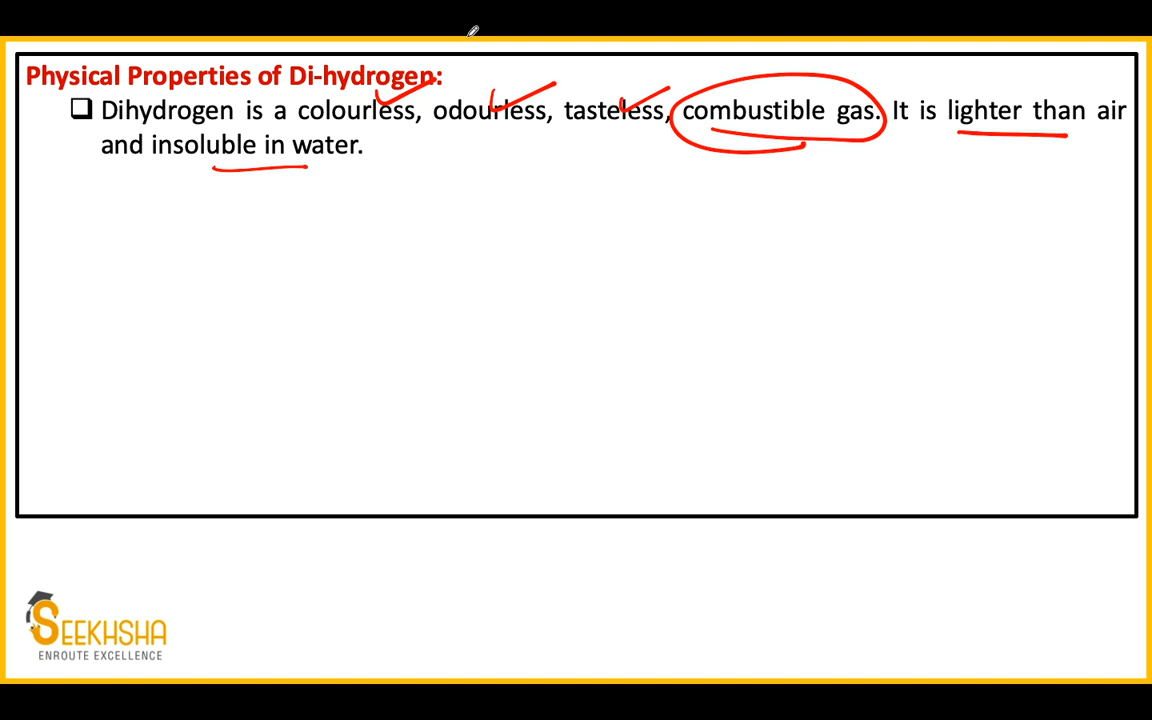 Physical Properties of Di-hydrogen:
❑ Dihydrogen is a colourless, odourless, tasteless, combustible gas. It is lighter than air
and insoluble in water.
SEEKHSHA
ENROUTE EXCELLENCE